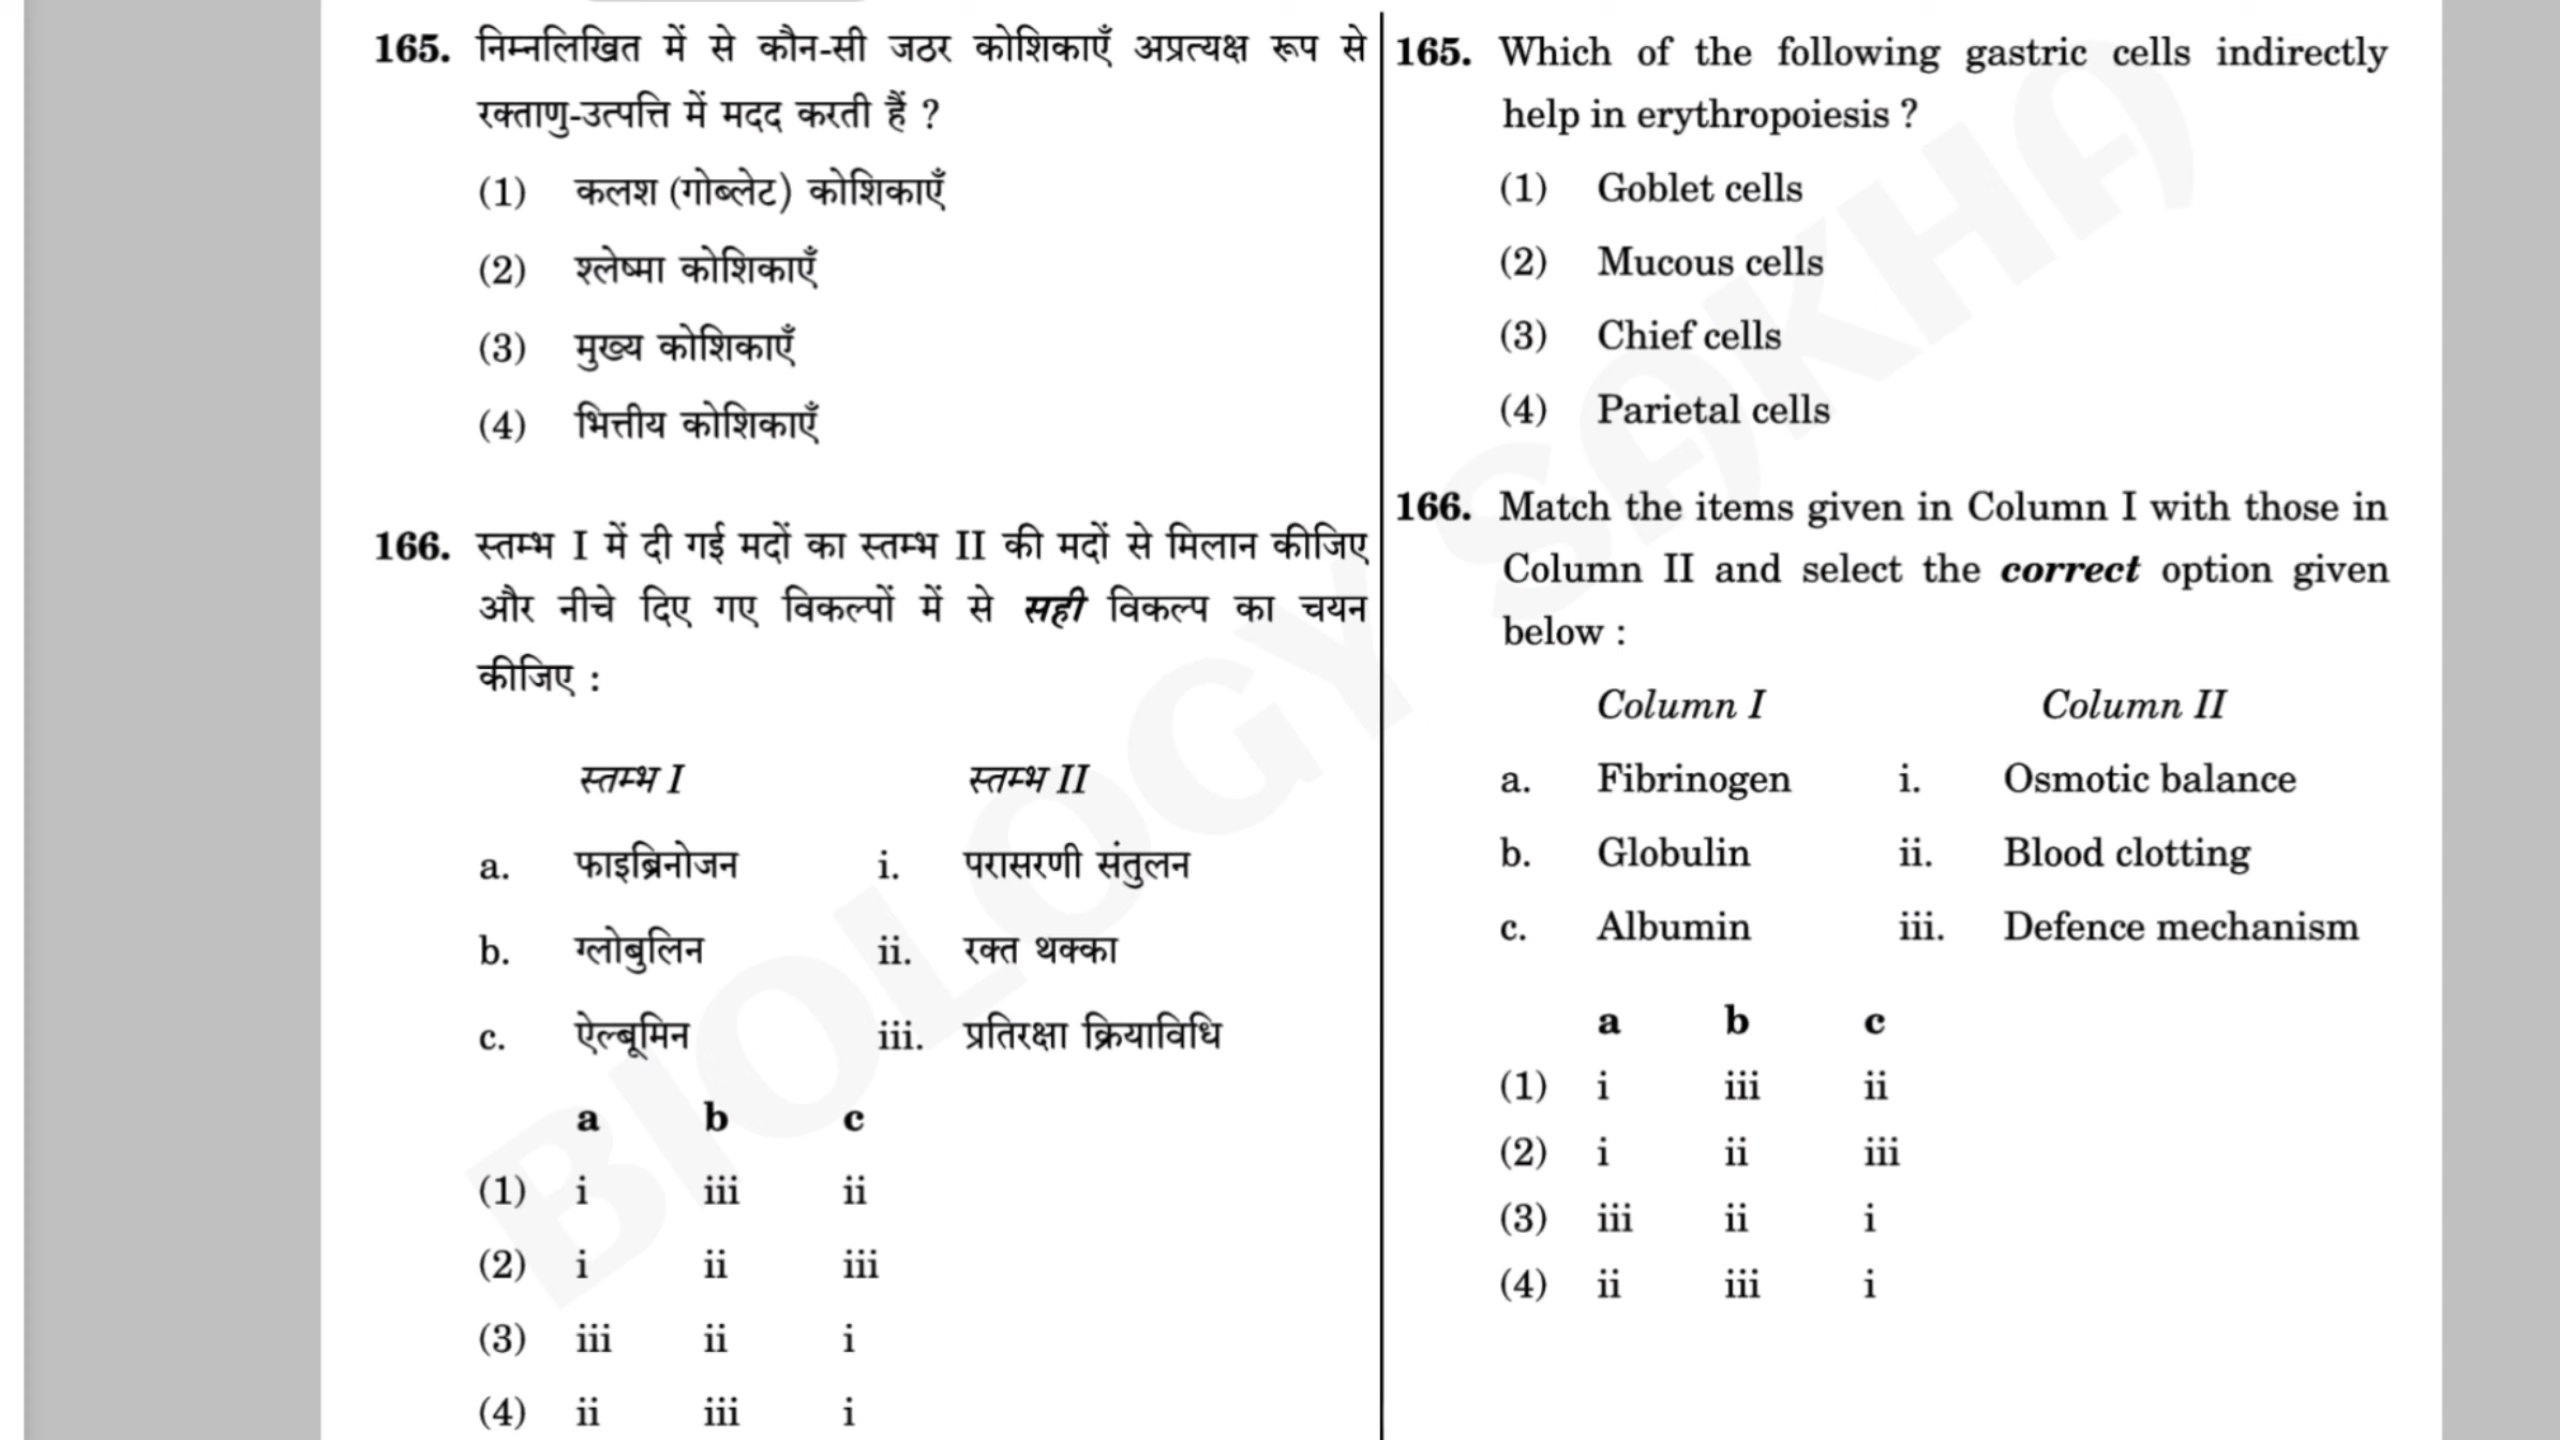 165. निम्नलिखित में से कौन-सी जठर कोशिकाएँ अप्रत्यक्ष रूप से
रक्ताणु-उत्पत्ति में मदद करती हैं ?
(1) कलश (गोब्लेट) कोशिकाएँ
(2) श्लेष्मा कोशिकाएँ
(3) मुख्य कोशिकाएँ
(4) भित्तीय कोशिकाएँ
166. स्तम्भ I में दी गई मदों का स्तम्भ II की मदों से मिलान कीजिए
और नीचे दिए गए विकल्पों में से सही विकल्प का चयन
कीजिए :
स्तम्भ I स्तम्भ II
a. फाइब्रिनोजन i. परासरणी संतुलन
b. ग्लोबुलिन ii. रक्त थक्का
c. ऐल्बूमिन iii. प्रतिरक्षा क्रियाविधि
a b c
(1) i iii ii
(2) i ii iii
(3) iii ii i
(4) ii iii i
165. Which of the following gastric cells indirectly
help in erythropoiesis ?
(1) Goblet cells
(2) Mucous cells
(3) Chief cells
(4) Parietal cells
166. Match the items given in Column I with those in
Column II and select the correct option given
below :
Column I Column II
a. Fibrinogen i. Osmotic balance
b. Globulin ii. Blood clotting
c. Albumin iii. Defence mechanism
a b c
(1) i iii ii
(2) i ii iii
(3) iii ii i
(4) ii iii i
BIOLOGY SAKHA